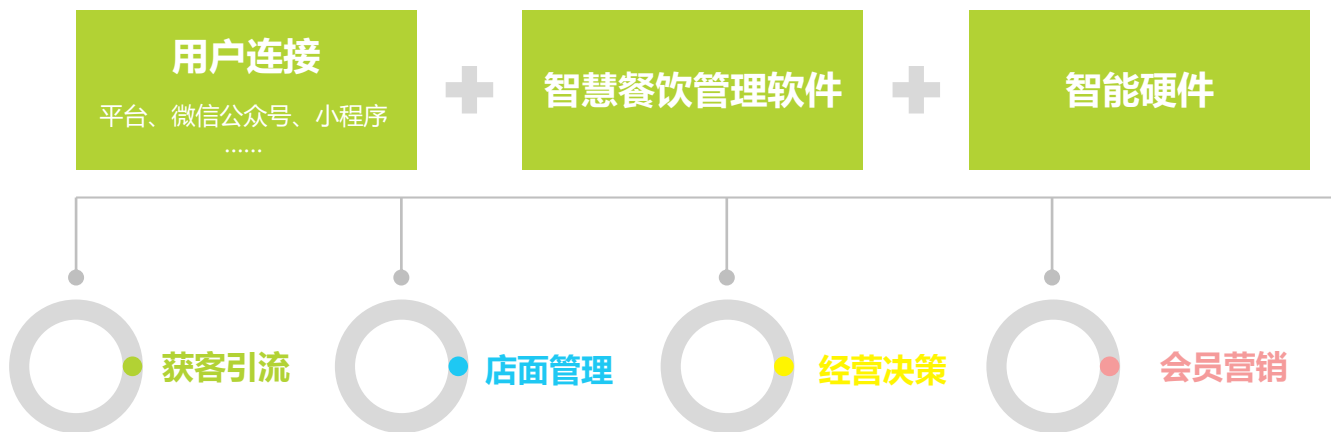 用户连接
平台、微信公众号、小程序
······
智慧餐饮管理软件
智能硬件
获客引流
店面管理
经营决策
会员营销